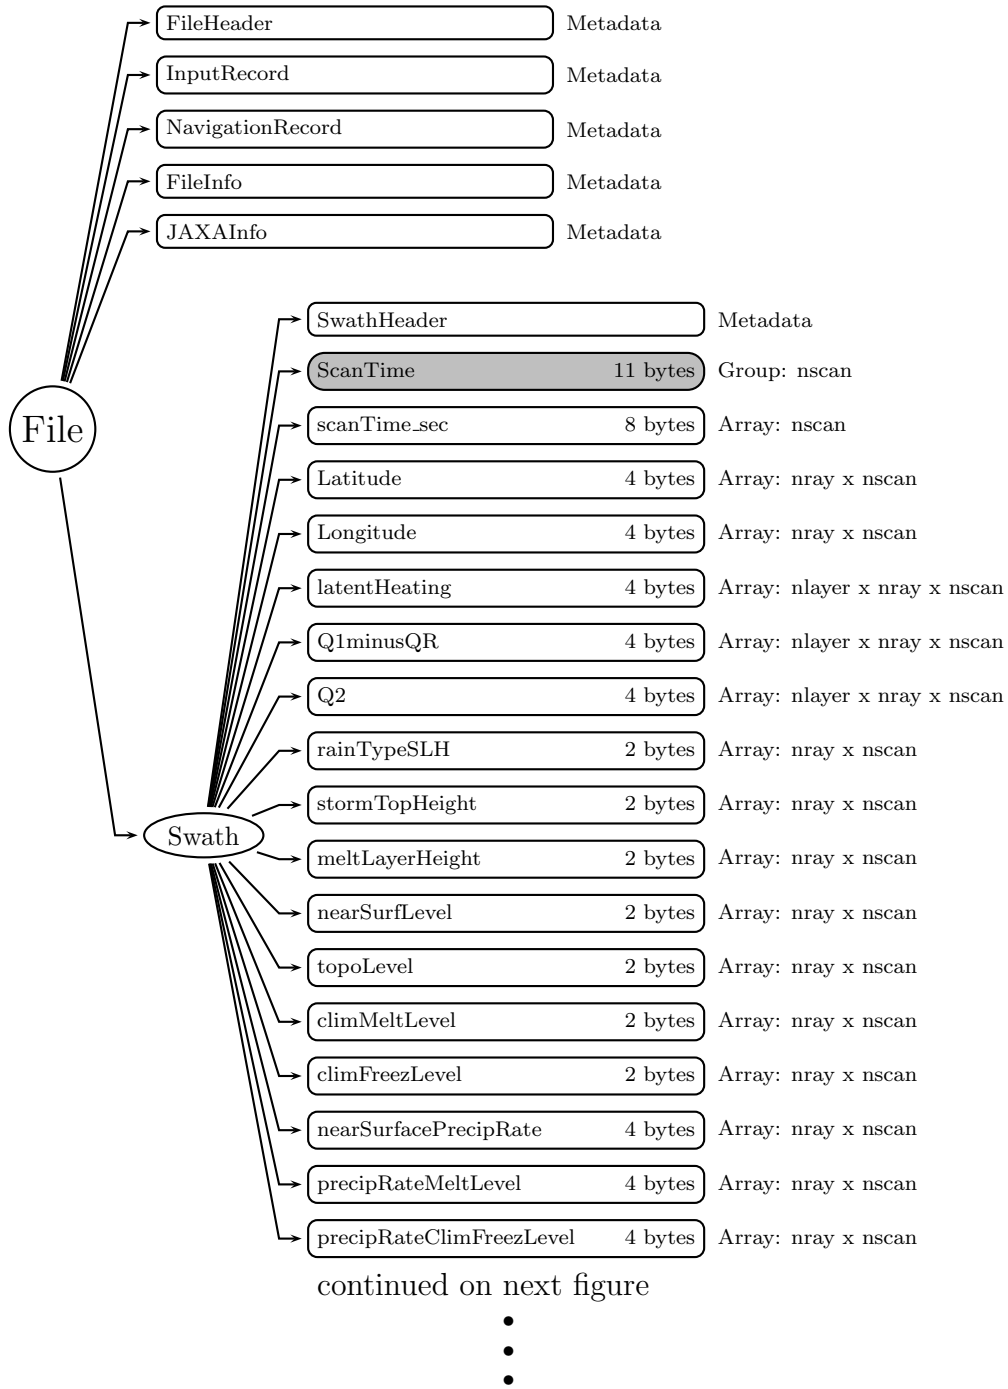 FileHeader Metadata
InputRecord Metadata
NavigationRecord Metadata
FileInfo Metadata
JAXAInfo Metadata
SwathHeader Metadata
ScanTime 11 bytes Group: nscan
File
scanTime_sec 8 bytes Array: nscan
Latitude 4 bytes Array: nray x nscan
Longitude 4 bytes Array: nray x nscan
latentHeating 4 bytes Array: nlayer x nray x nscan
Q1minusQR 4 bytes Array: nlayer x nray x nscan
Q2 4 bytes Array: nlayer x nray x nscan
rainTypeSLH 2 bytes Array: nray x nscan
stormTopHeight 2 bytes Array: nray x nscan
Swath
meltLayerHeight 2 bytes Array: nray x nscan
nearSurfLevel 2 bytes Array: nray x nscan
topoLevel 2 bytes Array: nray x nscan
climMeltLevel 2 bytes Array: nray x nscan
climFreezLevel 2 bytes Array: nray x nscan
nearSurfacePrecipRate 4 bytes Array: nray x nscan
precipRateMeltLevel 4 bytes Array: nray x nscan
precipRateClimFreezLevel 4 bytes Array: nray x nscan
continued on next figure